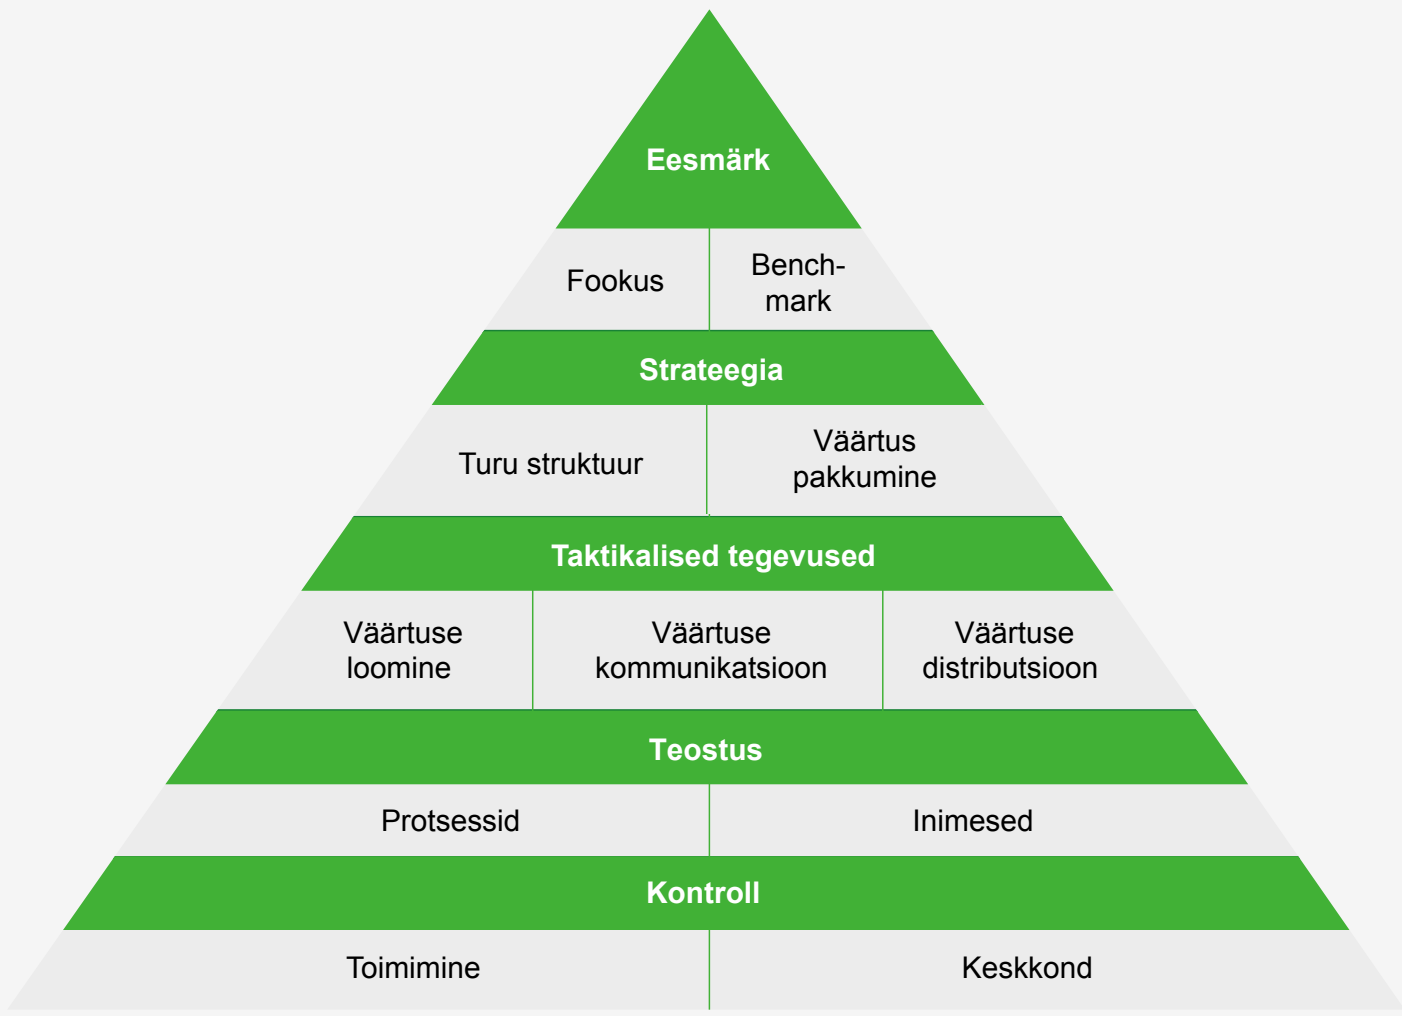 Eesmärk
Fookus
Bench-
mark
Strateegia
Turu struktuur
Väärtus
pakkumine
Taktikalised tegevused
Väärtuse
loomine
Väärtuse
kommunikatsioon
Väärtuse
distributsioon
Teostus
Protsessid
Inimesed
Kontroll
Toimimine
Keskkond